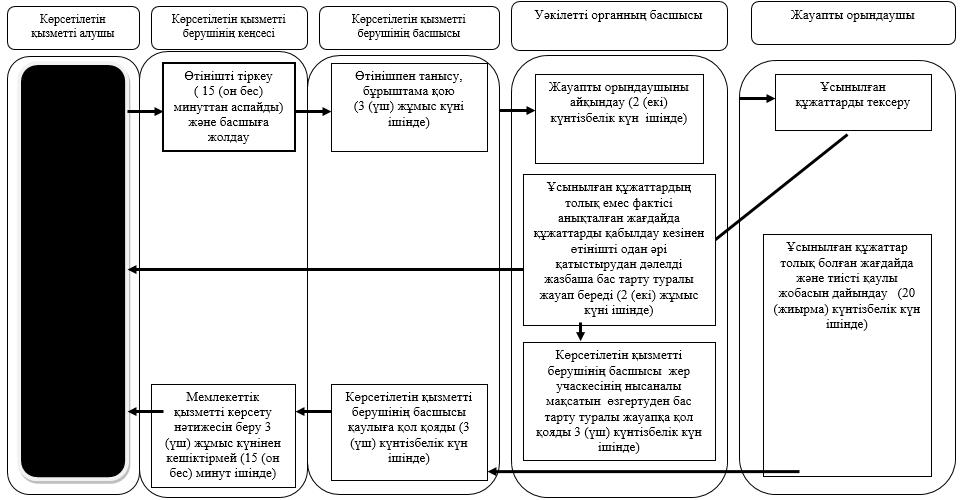 Көрсетілетін
қызметті алушы
Көрсетілетін қызметті
берушінің кеңсесі
Көрсетілетін қызметті
берушінің басшысы
Уәкілетті органның басшысы
Жауапты орындаушы
Өтінішті тіркеу
( 15 (он бес)
минуттан аспайды)
және басшыға
жолдау
Өтінішпен танысу,
бұрыштама қою
(3 (үш) жұмыс күні
ішінде)
Жауапты орындаушыны
айқындау (2 (екі)
күнтізбелік күн ішінде)
Ұсынылған
құжаттарды тексеру
Ұсынылған құжаттардың
толық емес фактісі
анықталған жағдайда
құжаттарды қабылдау кезінен
өтінішті одан әрі
қатыстырудан дәлелді
жазбаша бас тарту туралы
жауап береді (2 (екі) жұмыс
күні ішінде)
Ұсынылған құжаттар
толық болған жағдайда
және тиісті қаулы
жобасын дайындау (20
(жиырма) күнтізбелік күн
ішінде)
Мемлекеттік
қызметті көрсету
нәтижесін беру 3
(үш) жұмыс күнінен
кешіктірмей (15 (он
бес) минут ішінде)
Көрсетілетін қызметті
берушінің басшысы
қаулыға қол қояды (3
(үш) күнтізбелік күн
ішінде)
Көрсетілетін қызметті
берушінің басшысы жер
учаскесінің нысаналы
мақсатын өзгертуден бас
тарту туралы жауапқа қол
қояды 3 (үш) күнтізбелік күн
ішінде)